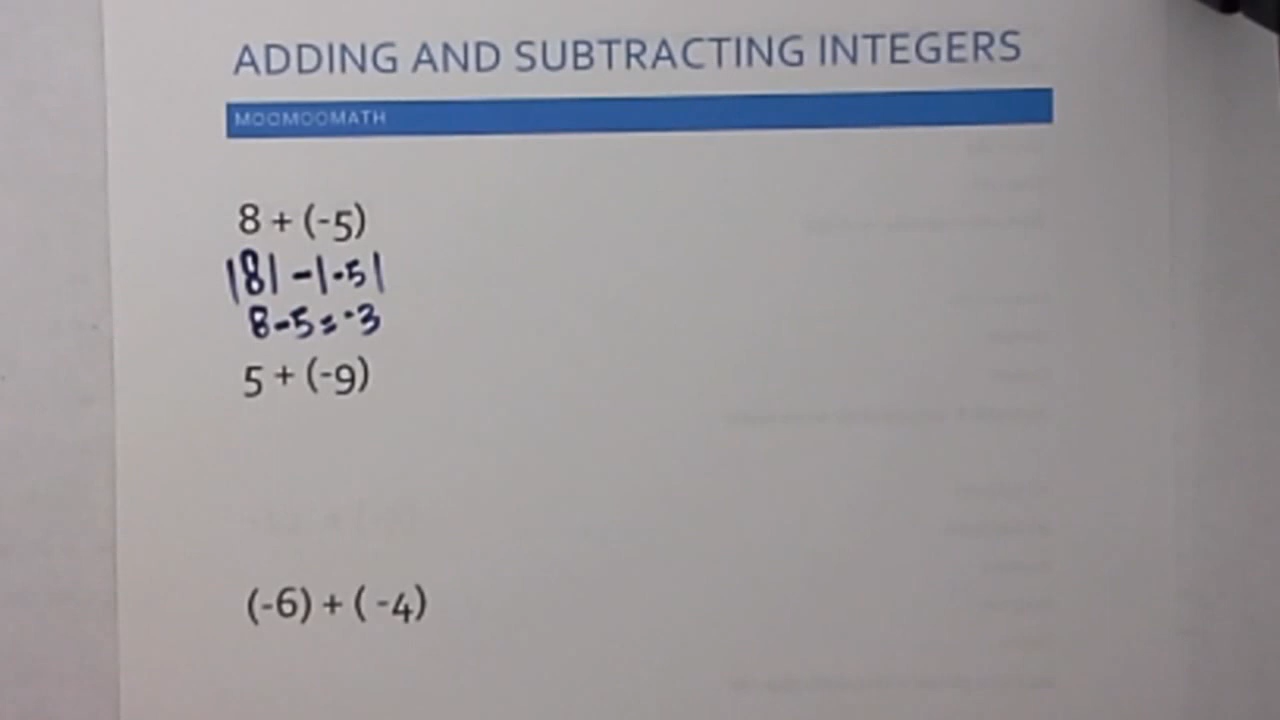 ADDING AND SUBTRACTING INTEGERS
MOOMOOMATH
8 + (-5)
|8| - |-5|
8-5=-3
5 + (-9)
(-6) + ( -4)